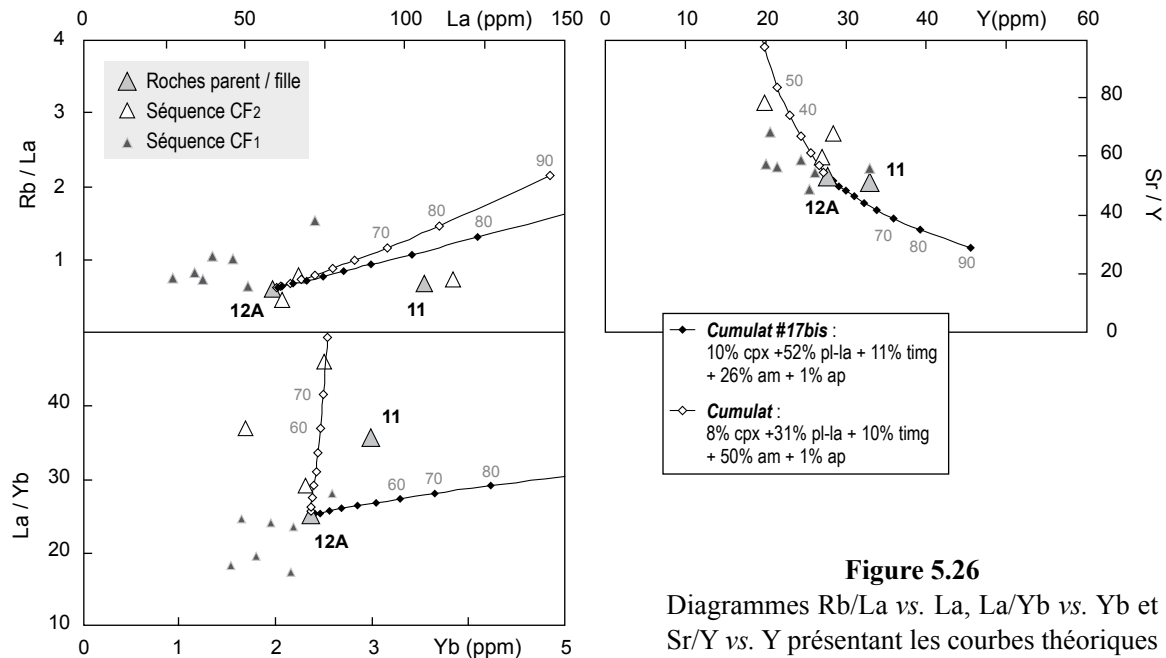 0 50 100 La (ppm) 150
4
3
2
1
Rb / La
Roches parent / fille
Séquence CF2
Séquence CF1
90
80
70
80
12A
11
40
30
20
10
La / Yb
70
60
11
60
70
80
12A
0 1 2 3 Yb (ppm) 5
0 10 20 30 Y(ppm) 60
80
60
40
20
0
Sr / Y
50
40
11
12A
70
80
90
Cumulat #17bis :
10% cpx +52% pl-la + 11% timg
+ 26% am + 1% ap
Cumulat :
8% cpx +31% pl-la + 10% timg
+ 50% am + 1% ap
Figure 5.26
Diagrammes Rb/La vs. La, La/Yb vs. Yb et
Sr/Y vs. Y présentant les courbes théoriques